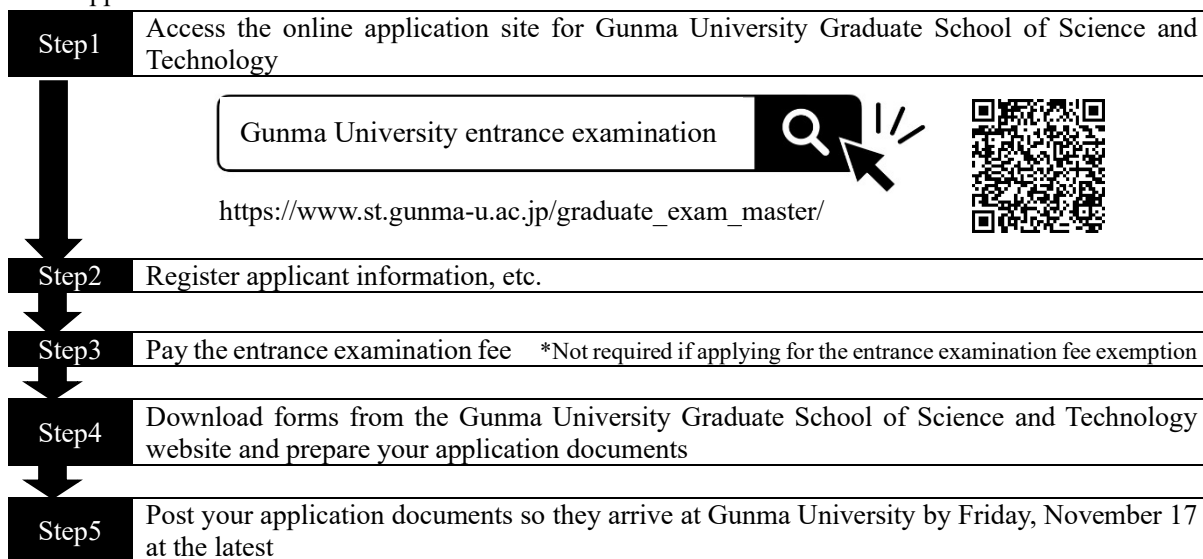 Step1 Access the online application site for Gunma University Graduate School of Science and
Technology
Gunma University entrance examination
https://www.st.gunma-u.ac.jp/graduate_exam_master/
Step2 Register applicant information, etc.
Step3 Pay the entrance examination fee *Not required if applying for the entrance examination fee exemption
Step4 Download forms from the Gunma University Graduate School of Science and Technology
website and prepare your application documents
Step5 Post your application documents so they arrive at Gunma University by Friday, November 17
at the latest